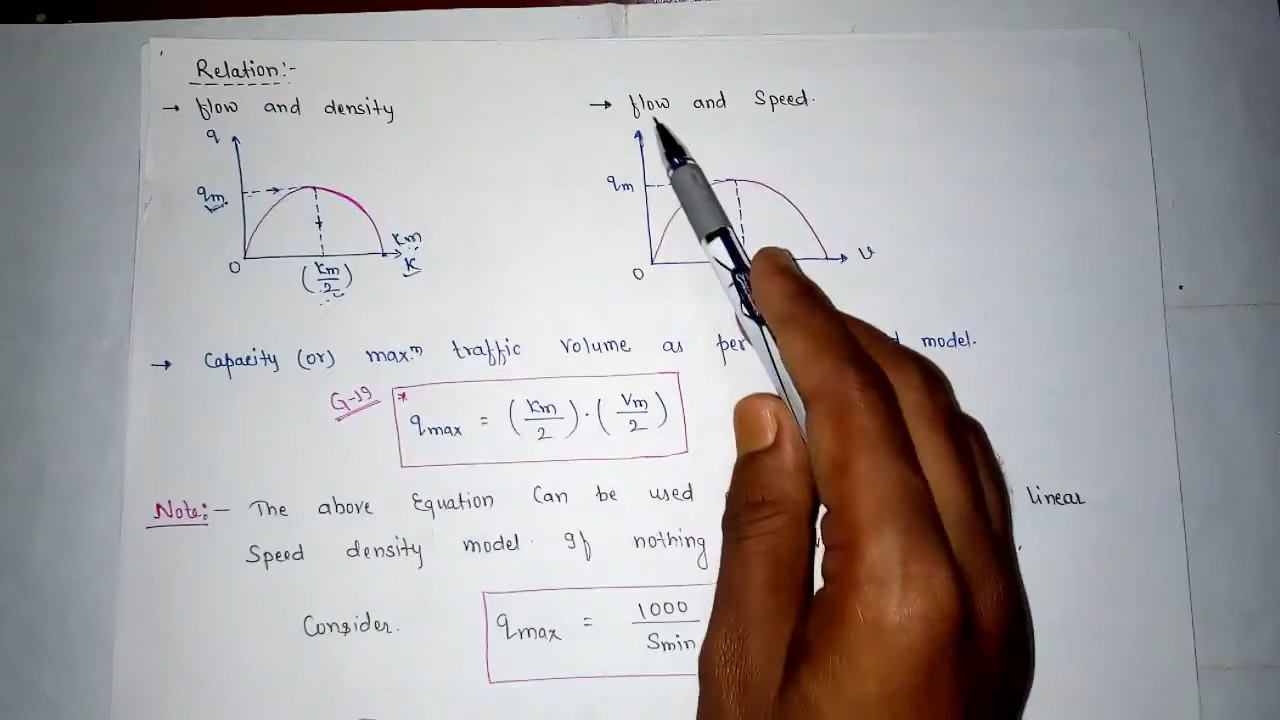 Relation:-
→ flow and density
q
qm
Km
0
(Km/2)
K
→ flow and Speed.
qm
0
v
→ Capacity (or) maxᵐ traffic volume as per model.
G-19
* qmax = (Km/2) · (Vm/2)
Note:- The above Equation Can be used linear
Speed density model. If nothing
Consider.
qmax = 1000/Smin